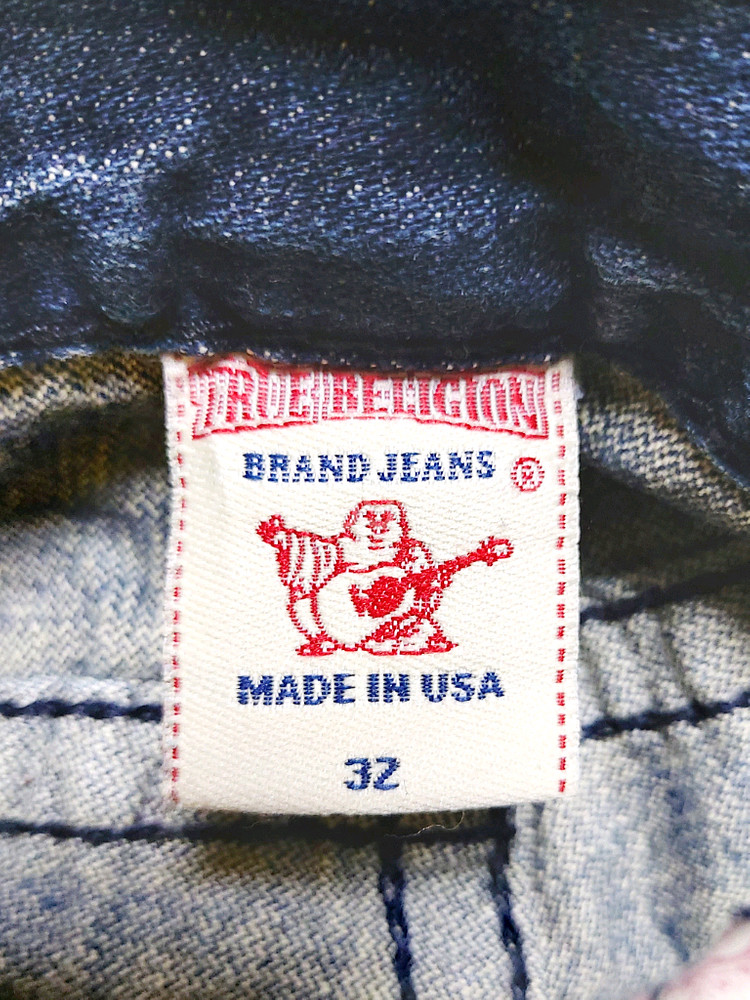 TRUE RELIGION
BRAND JEANS ®
MADE IN USA
32